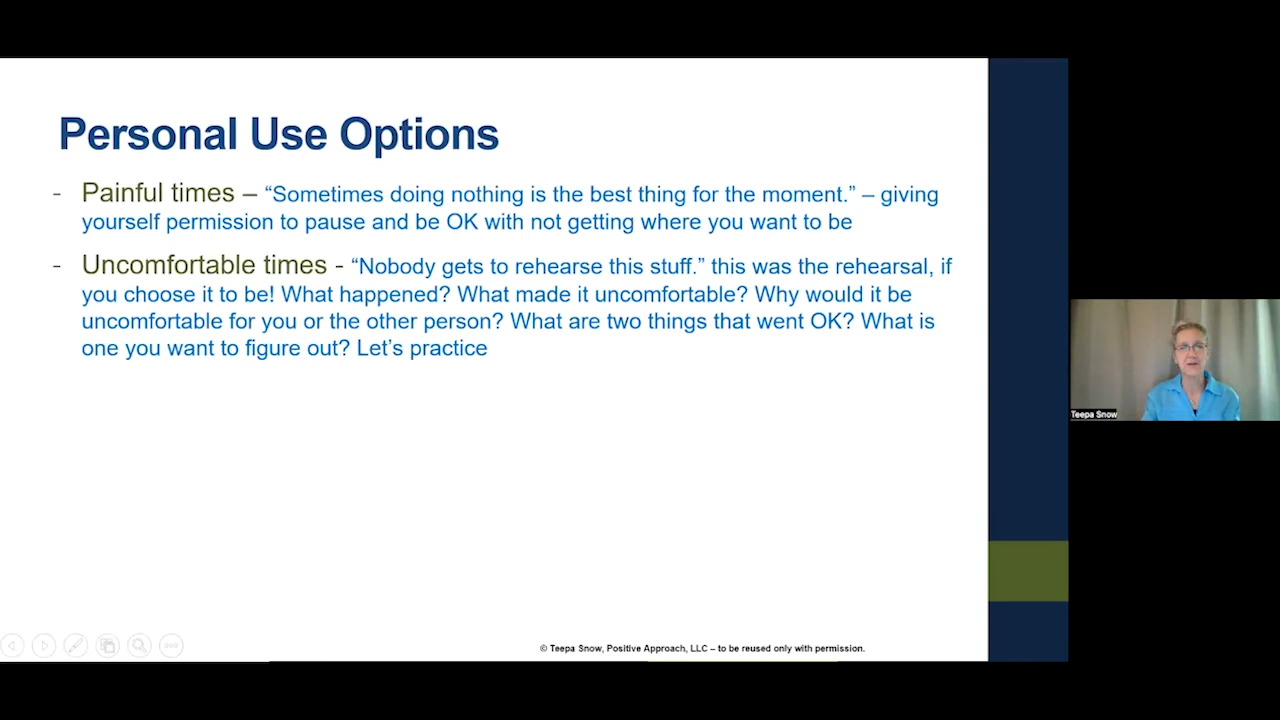 Personal Use Options
- Painful times – “Sometimes doing nothing is the best thing for the moment.” – giving
yourself permission to pause and be OK with not getting where you want to be
- Uncomfortable times - “Nobody gets to rehearse this stuff.” this was the rehearsal, if
you choose it to be! What happened? What made it uncomfortable? Why would it be
uncomfortable for you or the other person? What are two things that went OK? What is
one you want to figure out? Let’s practice
Teepa Snow
© Teepa Snow, Positive Approach, LLC – to be reused only with permission.